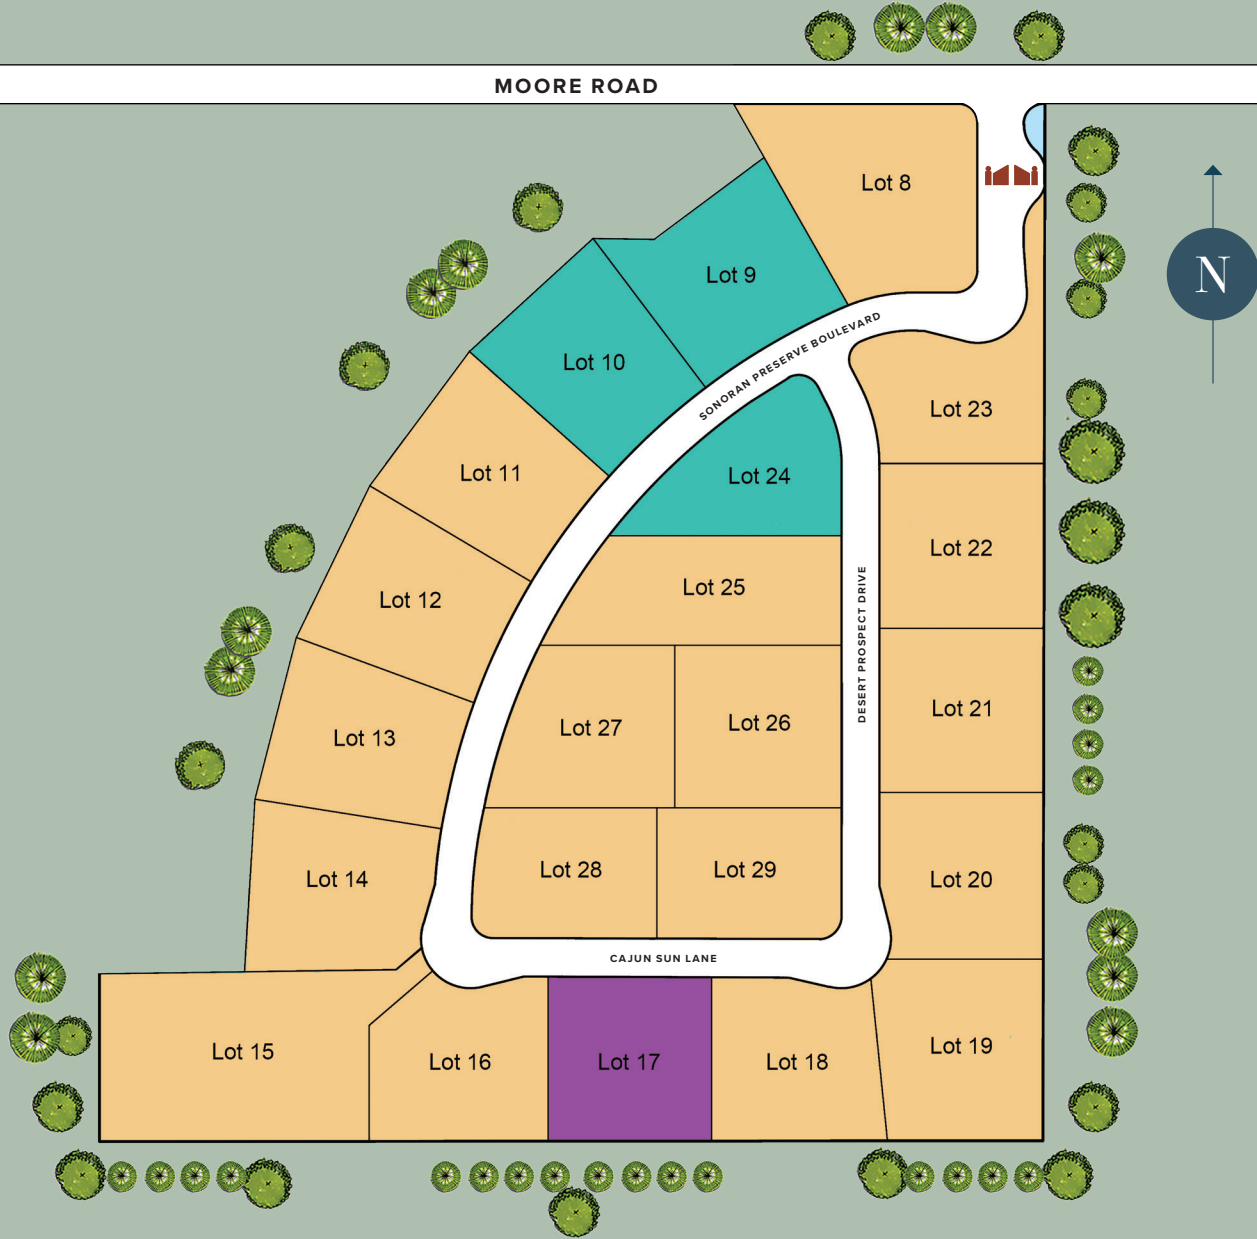 MOORE ROAD
Lot 8
N
Lot 9
SONORAN PRESERVE BOULEVARD
Lot 10
Lot 23
Lot 11
Lot 24
Lot 22
Lot 25
Lot 12
DESERT PROSPECT DRIVE
Lot 21
Lot 26
Lot 27
Lot 13
Lot 28
Lot 29
Lot 14
Lot 20
CAJUN SUN LANE
Lot 15
Lot 16
Lot 17
Lot 18
Lot 19